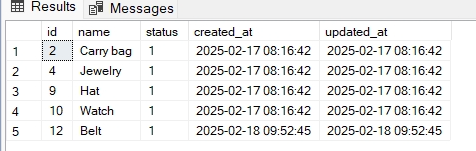 Results Messages
id name status created_at updated_at
1 2 Carry bag 1 2025-02-17 08:16:42 2025-02-17 08:16:42
2 4 Jewelry 1 2025-02-17 08:16:42 2025-02-17 08:16:42
3 9 Hat 1 2025-02-17 08:16:42 2025-02-17 08:16:42
4 10 Watch 1 2025-02-17 08:16:42 2025-02-17 08:16:42
5 12 Belt 1 2025-02-18 09:52:45 2025-02-18 09:52:45